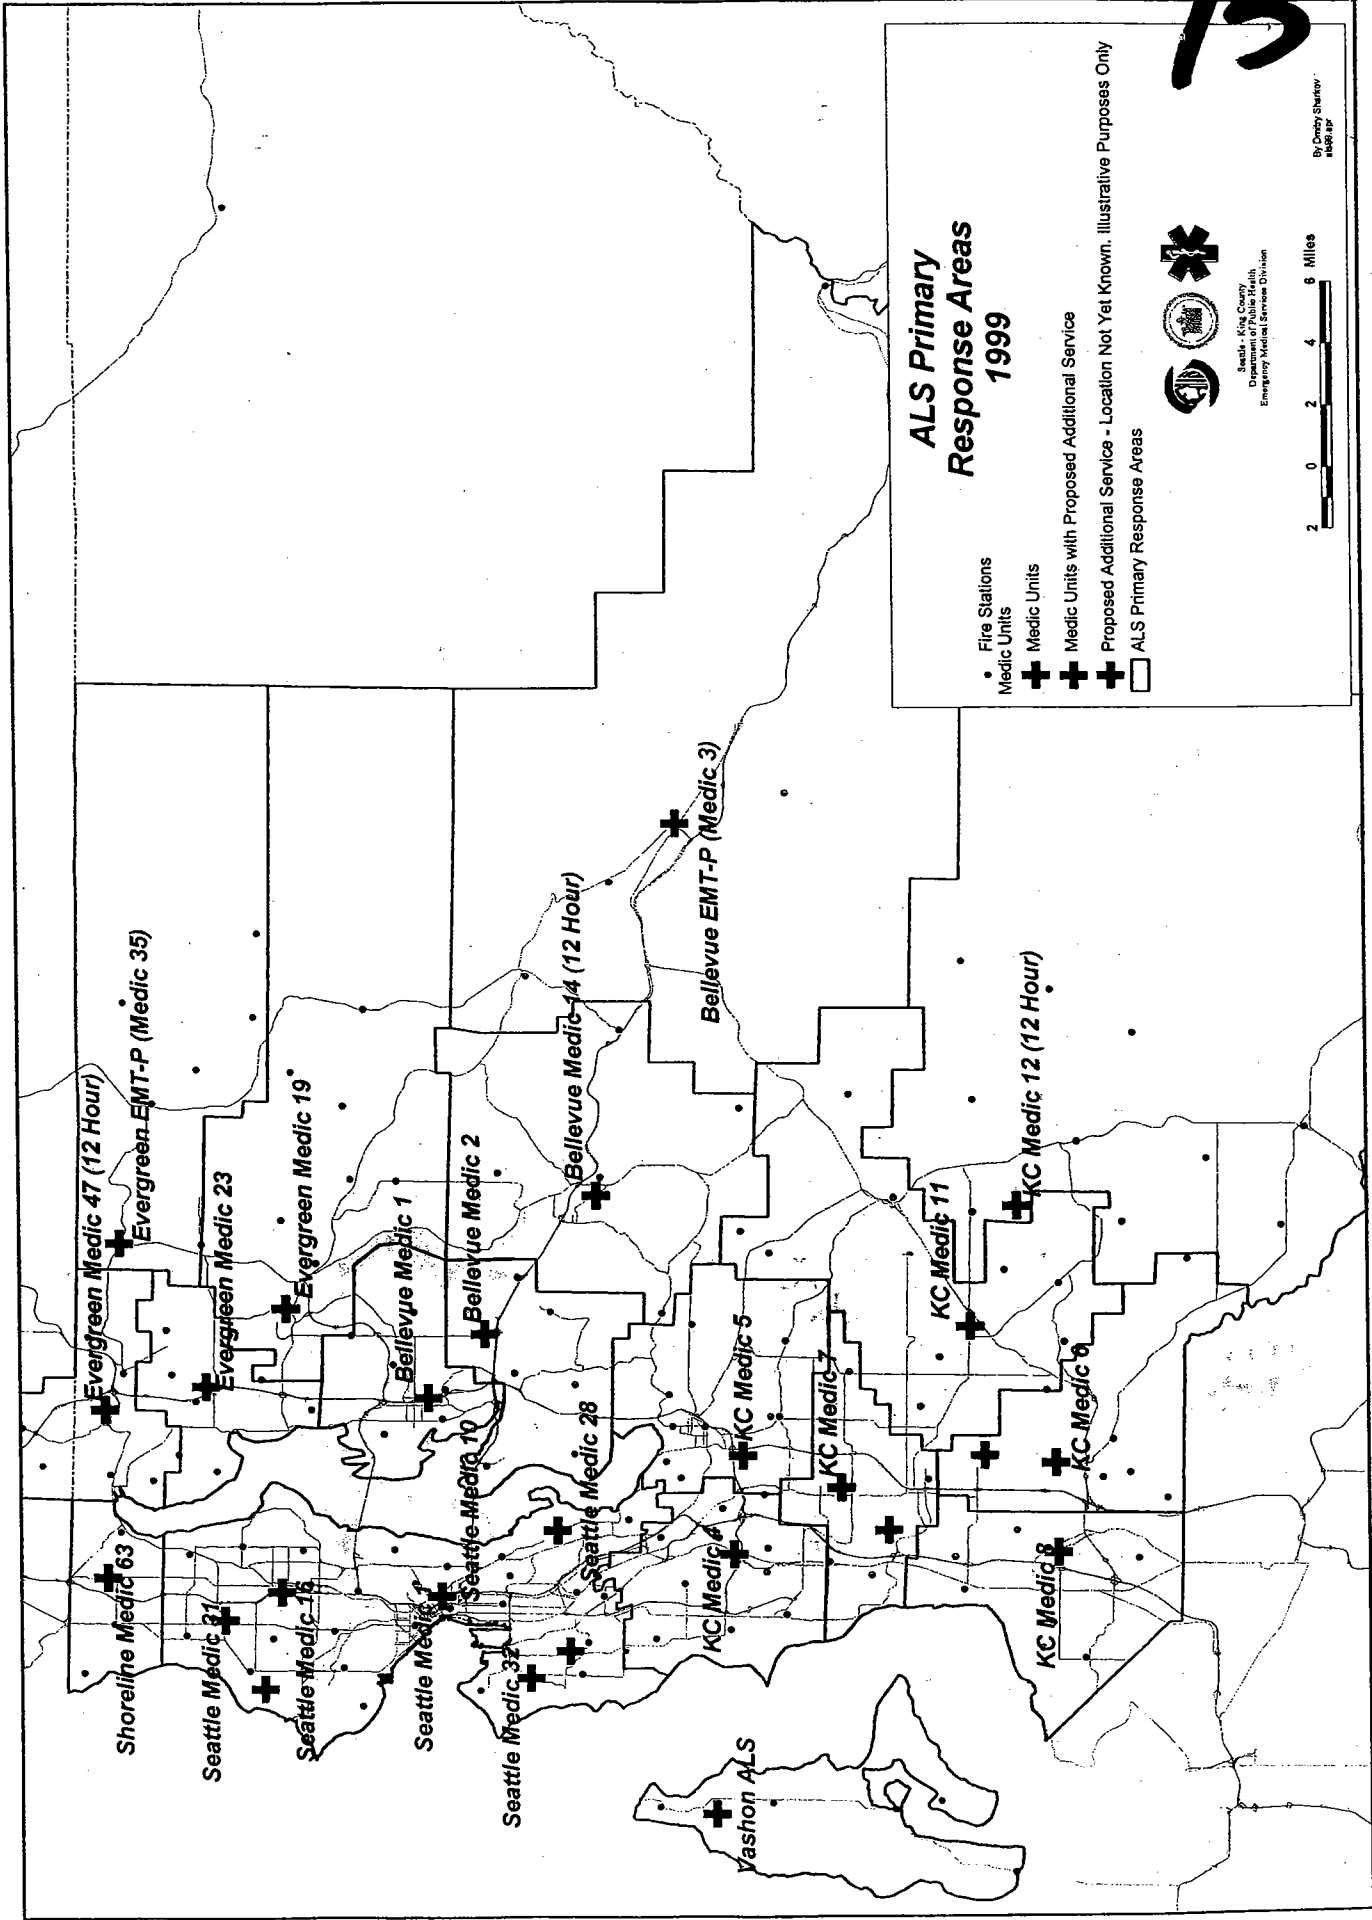 13
ALS Primary
Response Areas
1999
Fire Stations
Medic Units
Medic Units
Medic Units with Proposed Additional Service
Proposed Additional Service - Location Not Yet Known. Illustrative Purposes Only
ALS Primary Response Areas
Seattle - King County
Department of Public Health
Emergency Medical Services Division
2 0 2 4 6 Miles
By Dmitry Sharkov
als99.apr
Shoreline Medic 63
Evergreen Medic 47 (12 Hour)
Evergreen EMT-P (Medic 35)
Seattle Medic 31
Evergreen Medic 23
Seattle Medic 16
Evergreen Medic 19
Bellevue Medic 1
Seattle Medic 1
Seattle Medic 10
Bellevue Medic 2
Seattle Medic 32
Seattle Medic 28
Bellevue Medic 14 (12 Hour)
Bellevue EMT-P (Medic 3)
Vashon ALS
KC Medic 4
KC Medic 5
KC Medic 7
KC Medic 11
KC Medic 12 (12 Hour)
KC Medic 8
KC Medic 6